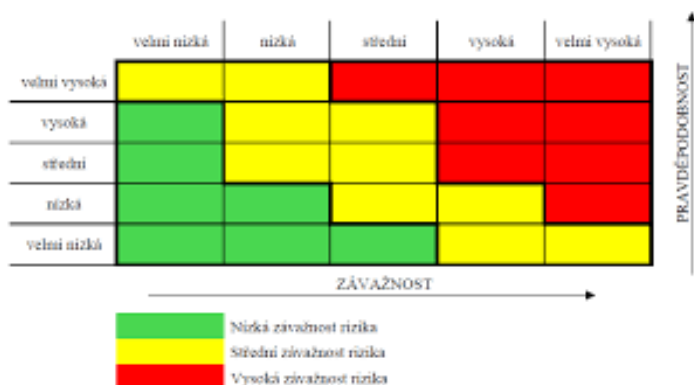 velmi nízká nízká střední vysoká velmi vysoká
velmi vysoká
vysoká
střední
nízká
velmi nízká
PRAVDĚPODOBNOST
ZÁVAŽNOST
Nízká závažnost rizika
Střední závažnost rizika
Vysoká závažnost rizika